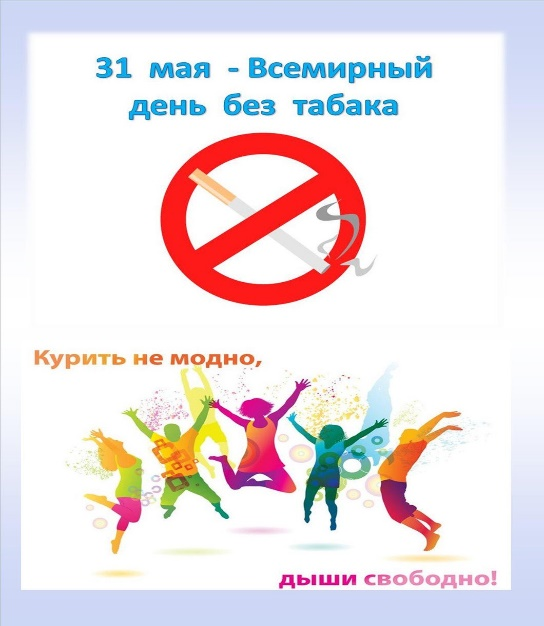 31 мая - Всемирный
день без табака
Курить не модно,
дыши свободно!